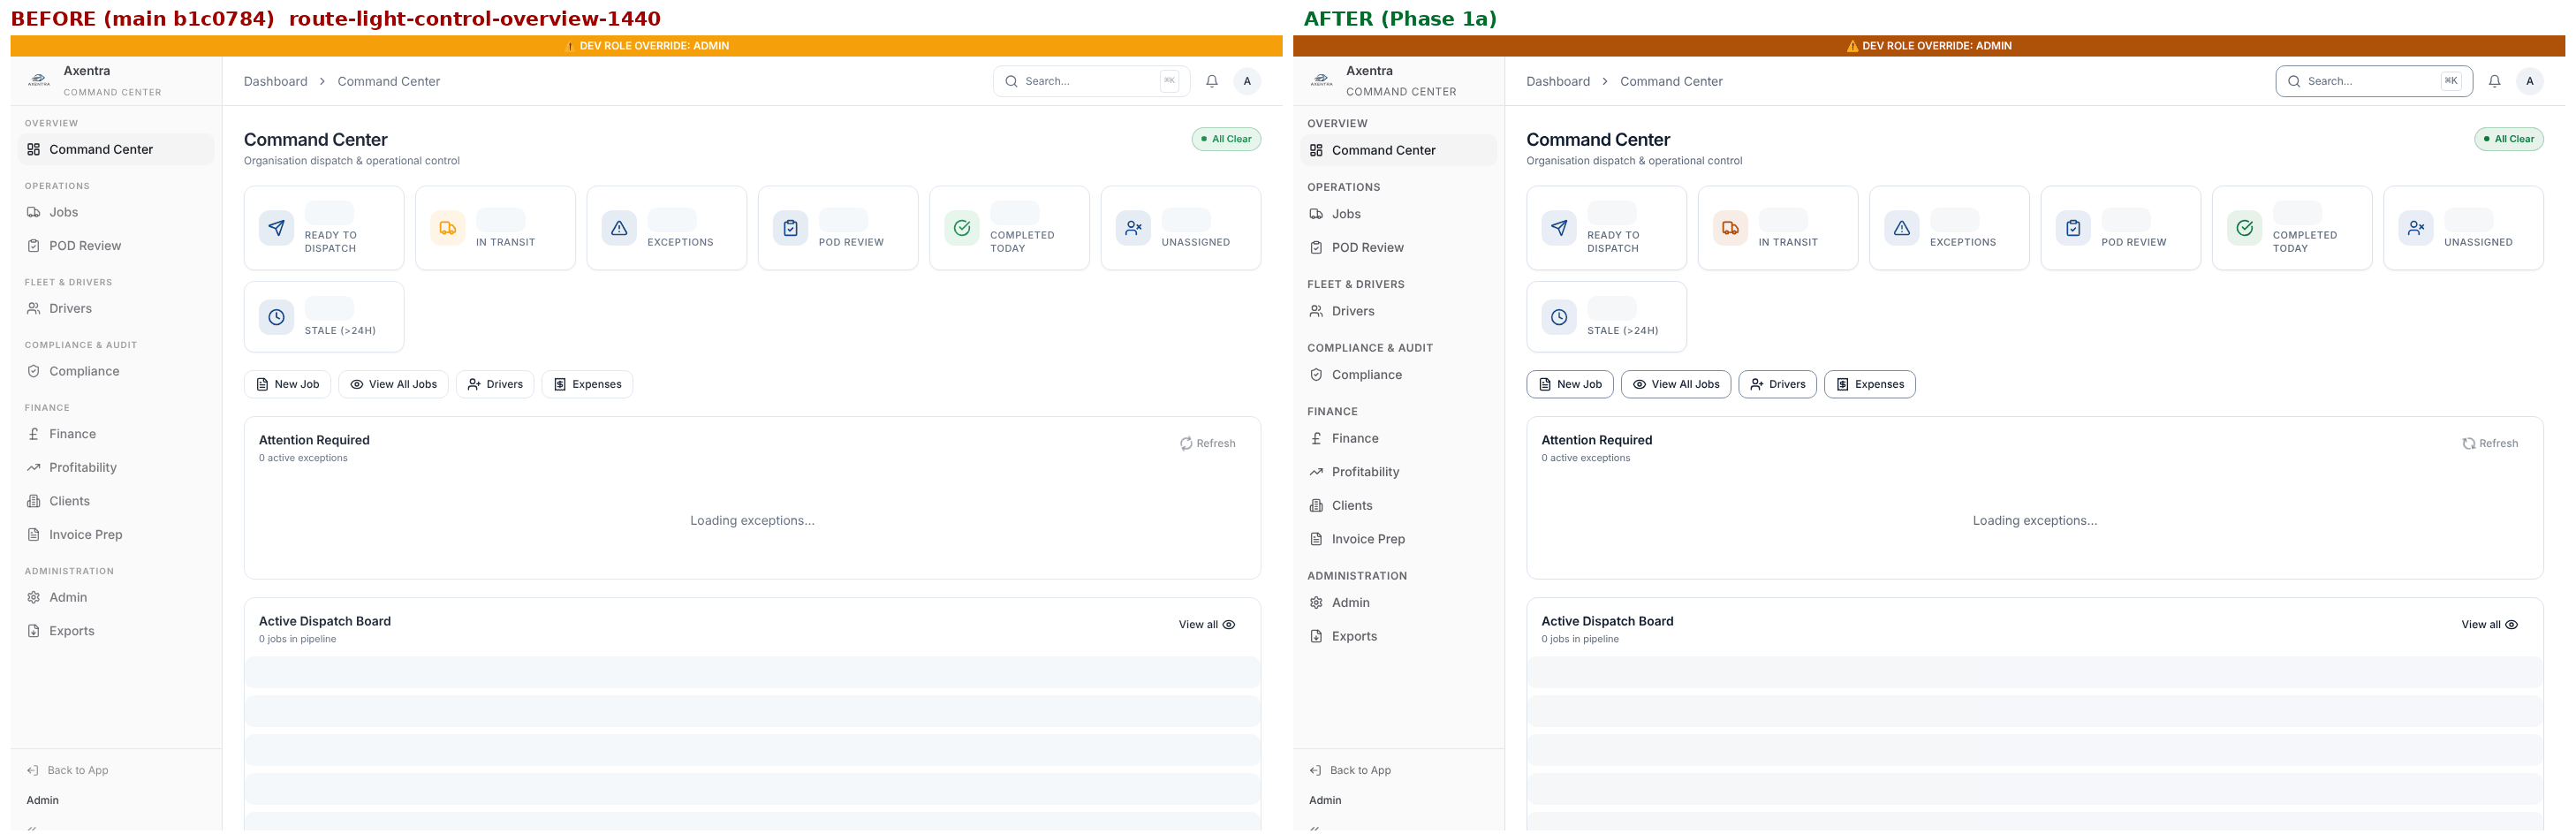 BEFORE (main b1c0784)  route-light-control-overview-1440
⚠️ DEV ROLE OVERRIDE: ADMIN
AXENTRA
Axentra
COMMAND CENTER
Dashboard > Command Center
Search...
⌘K
A
OVERVIEW
Command Center
OPERATIONS
Jobs
POD Review
FLEET & DRIVERS
Drivers
COMPLIANCE & AUDIT
Compliance
FINANCE
Finance
Profitability
Clients
Invoice Prep
ADMINISTRATION
Admin
Exports
Back to App
Admin
Command Center
Organisation dispatch & operational control
All Clear
READY TO
DISPATCH
IN TRANSIT
EXCEPTIONS
POD REVIEW
COMPLETED
TODAY
UNASSIGNED
STALE (>24H)
New Job
View All Jobs
Drivers
Expenses
Attention Required
0 active exceptions
Refresh
Loading exceptions...
Active Dispatch Board
0 jobs in pipeline
View all
AFTER (Phase 1a)
⚠️ DEV ROLE OVERRIDE: ADMIN
AXENTRA
Axentra
COMMAND CENTER
Dashboard > Command Center
Search...
⌘K
A
OVERVIEW
Command Center
OPERATIONS
Jobs
POD Review
FLEET & DRIVERS
Drivers
COMPLIANCE & AUDIT
Compliance
FINANCE
Finance
Profitability
Clients
Invoice Prep
ADMINISTRATION
Admin
Exports
Back to App
Admin
Command Center
Organisation dispatch & operational control
All Clear
READY TO
DISPATCH
IN TRANSIT
EXCEPTIONS
POD REVIEW
COMPLETED
TODAY
UNASSIGNED
STALE (>24H)
New Job
View All Jobs
Drivers
Expenses
Attention Required
0 active exceptions
Refresh
Loading exceptions...
Active Dispatch Board
0 jobs in pipeline
View all